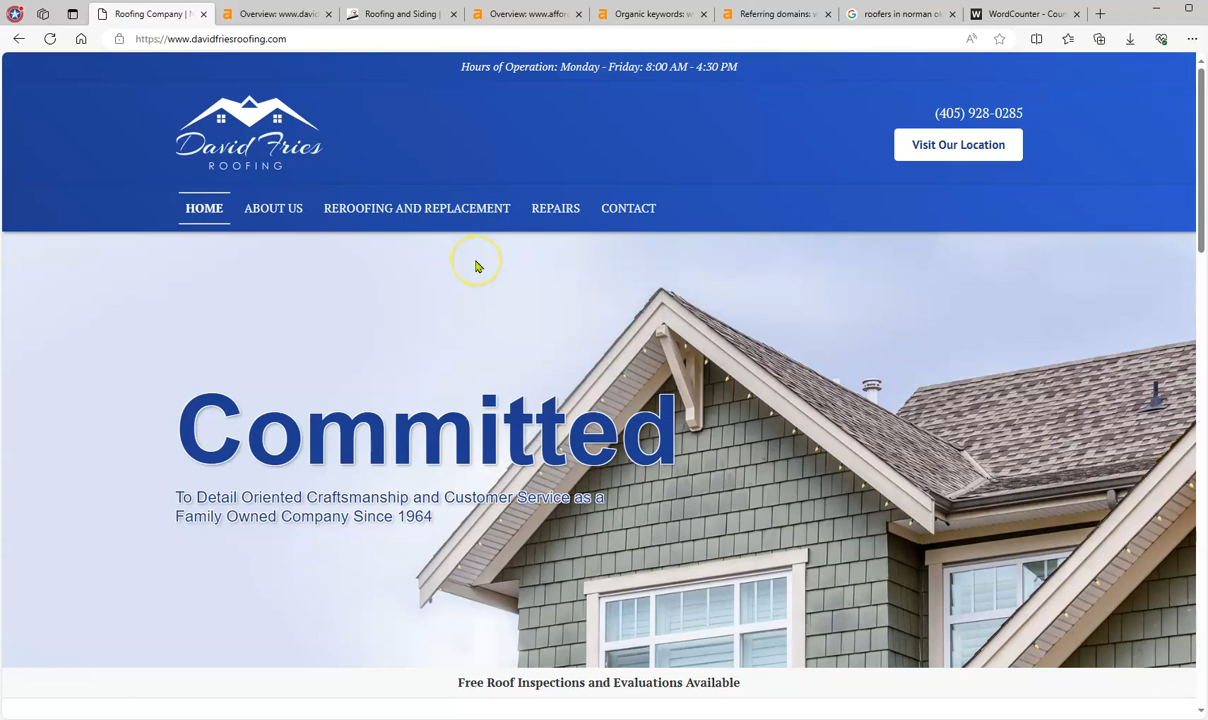 Roofing Company | N
Overview: www.david
Roofing and Siding |
Overview: www.affor
Organic keywords: w
Referring domains: w
roofers in norman ok
WordCounter - Coun
https://www.davidfriesroofing.com
Hours of Operation: Monday - Friday: 8:00 AM - 4:30 PM
David Fries
ROOFING
(405) 928-0285
Visit Our Location
HOME
ABOUT US
REROOFING AND REPLACEMENT
REPAIRS
CONTACT
Committed
To Detail Oriented Craftsmanship and Customer Service as a
Family Owned Company Since 1964
Free Roof Inspections and Evaluations Available